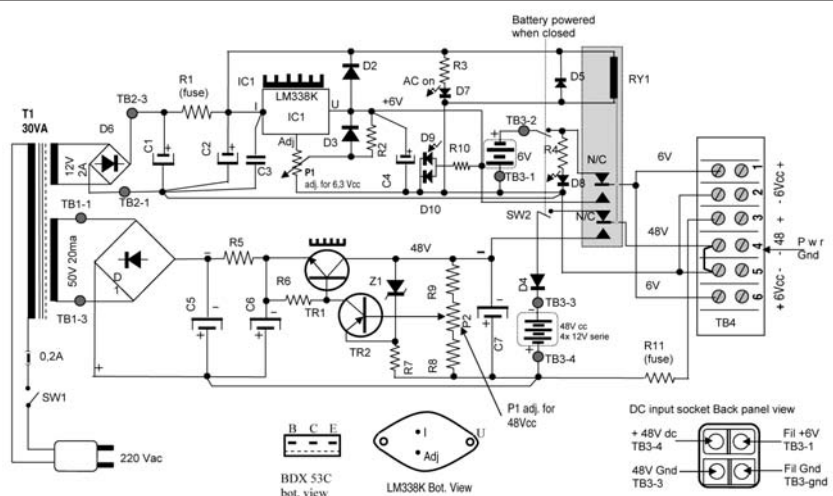 Battery powered
when closed
R1
(fuse)
IC1
LM338K
IC1
I
U
Adj
D2
+6V
R3
AC on
D7
D5
RY1
T1
30VA
TB2-3
D6
12V
2A
C1
C2
C3
D3
R2
P1
adj. for 6,3 Vcc
C4
D9
R10
D10
TB3-2
6V
TB3-1
R4
D8
N/C
N/C
SW2
6V
48V
6V
1
2
3
4
5
6
- 6Vcc +
- 48 +
+ 6Vcc -
P w r
Gnd
TB4
TB1-1
TB2-1
50V 20ma
D
1
TB1-3
R5
48V
R6
TR1
Z1
R9
P2
TR2
R7
R8
C5
C6
C7
D4
TB3-3
48V cc
4x 12V serie
TB3-4
R11
(fuse)
0,2A
SW1
220 Vac
P1 adj. for
48Vcc
B C E
BDX 53C
bot. view
I
U
Adj
LM338K Bot. View
DC input socket Back panel view
+ 48V dc
TB3-4
48V Gnd
TB3-3
Fil +6V
TB3-1
Fil Gnd
TB3-gnd